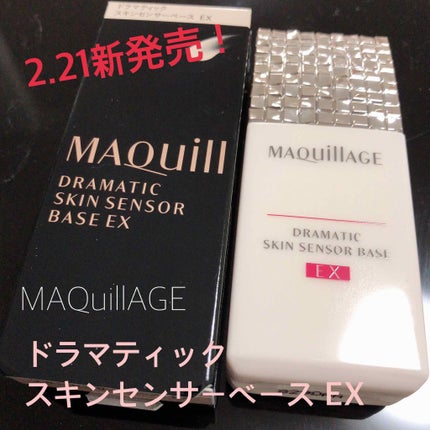 ドラマティック
スキンセンサーベース EX
2.21新発売！
MAQuill
DRAMATIC
SKIN SENSOR
BASE EX
MAQuillAGE
DRAMATIC
SKIN SENSOR BASE
EX
MAQuillAGE
ドラマティック
スキンセンサーベース EX